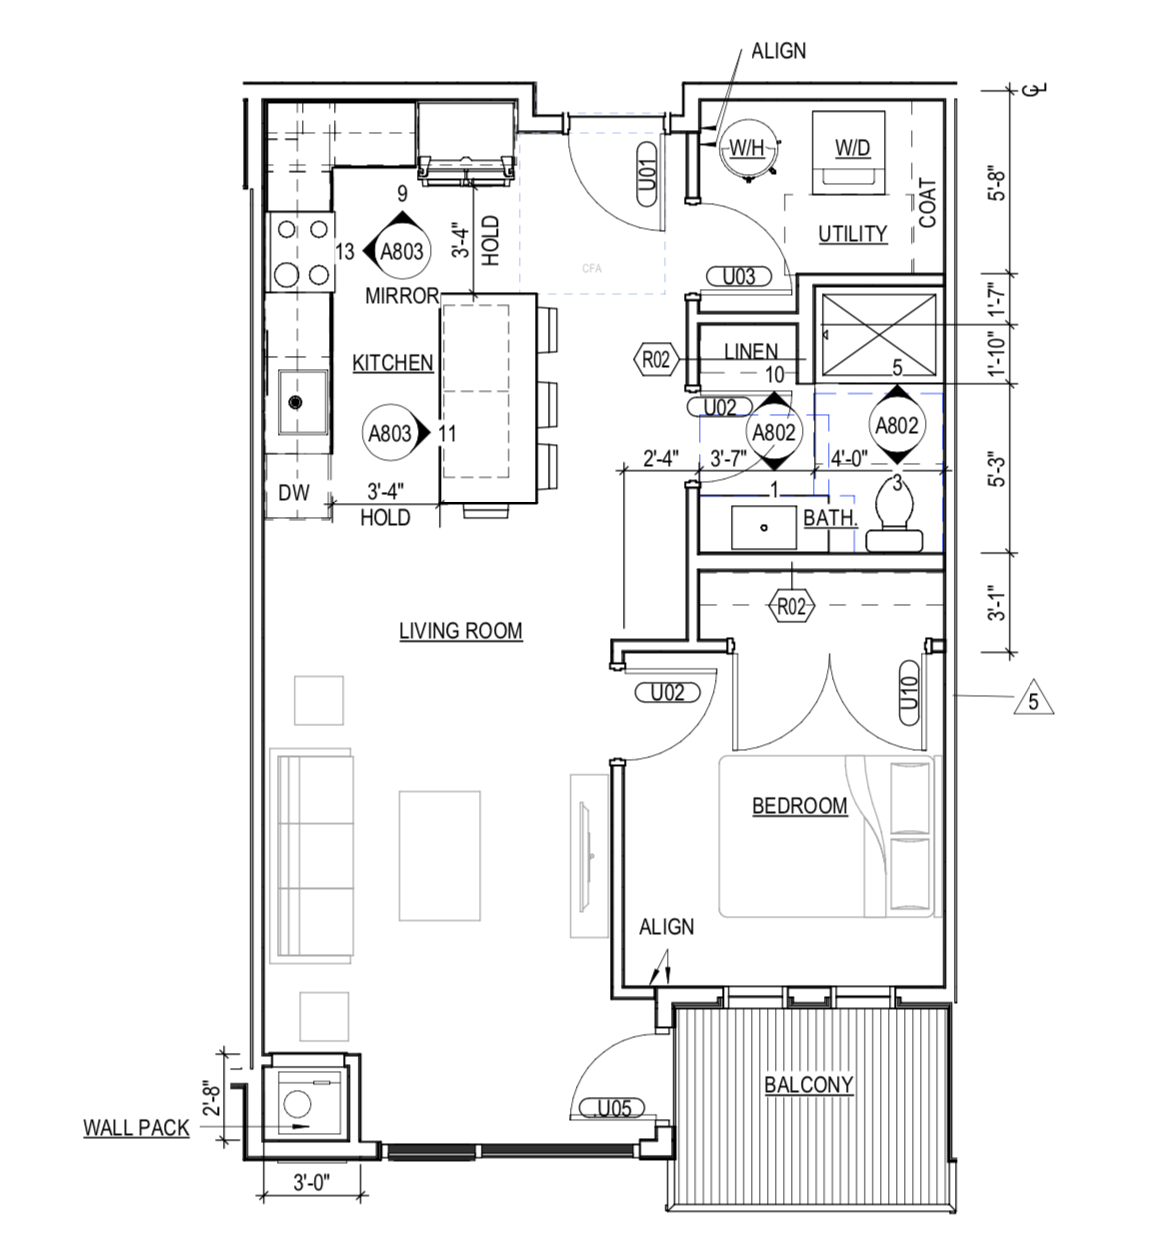 ALIGN
℄
U01
W/H
W/D
5'-8"
COAT
9
3'-4"
HOLD
UTILITY
13
A803
CFA
U03
MIRROR
1'-7"
KITCHEN
R02
LINEN
10
5
1'-10"
U02
A803
11
A802
A802
2'-4"
3'-7"
4'-0"
5'-3"
DW
3'-4"
HOLD
1
3
BATH.
R02
3'-1"
LIVING ROOM
U02
U10
5
BEDROOM
ALIGN
BALCONY
2'-8"
U05
WALL PACK
3'-0"